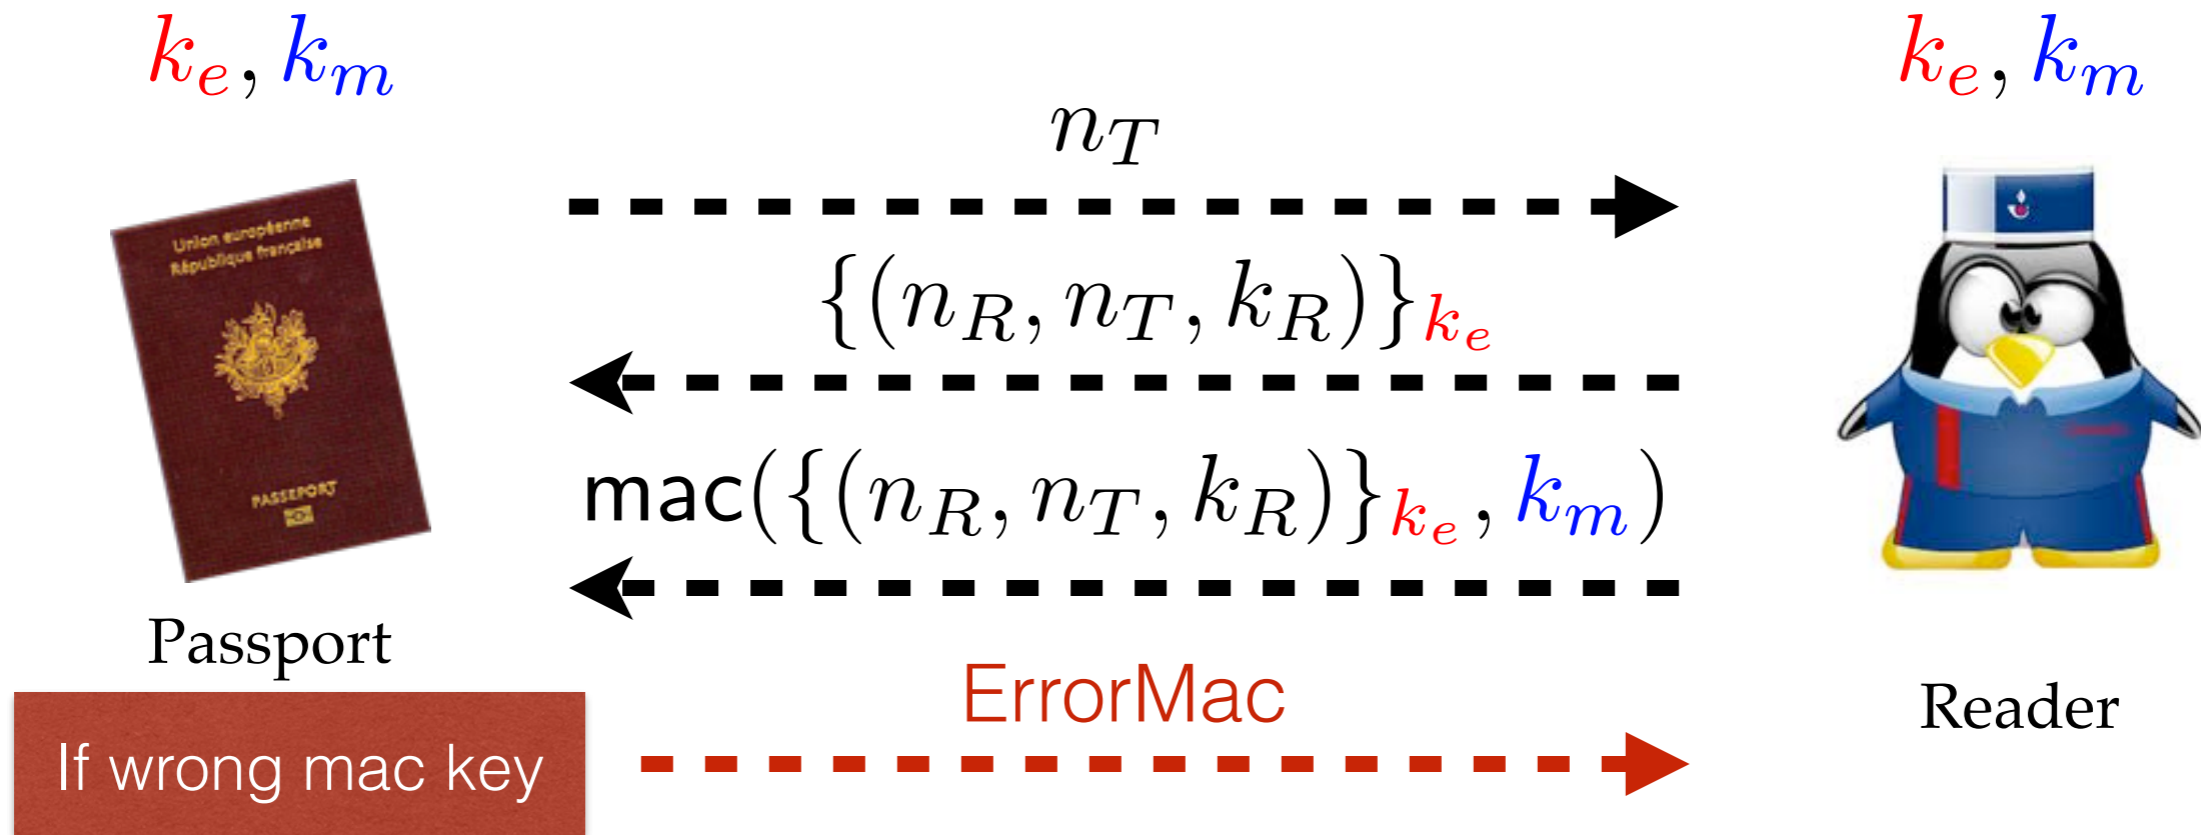 k_e, k_m
k_e, k_m
n_T
{(n_R, n_T, k_R)}_{k_e}
mac({(n_R, n_T, k_R)}_{k_e}, k_m)
Union européenne
République française
PASSEPORT
Passport
ErrorMac
Reader
If wrong mac key